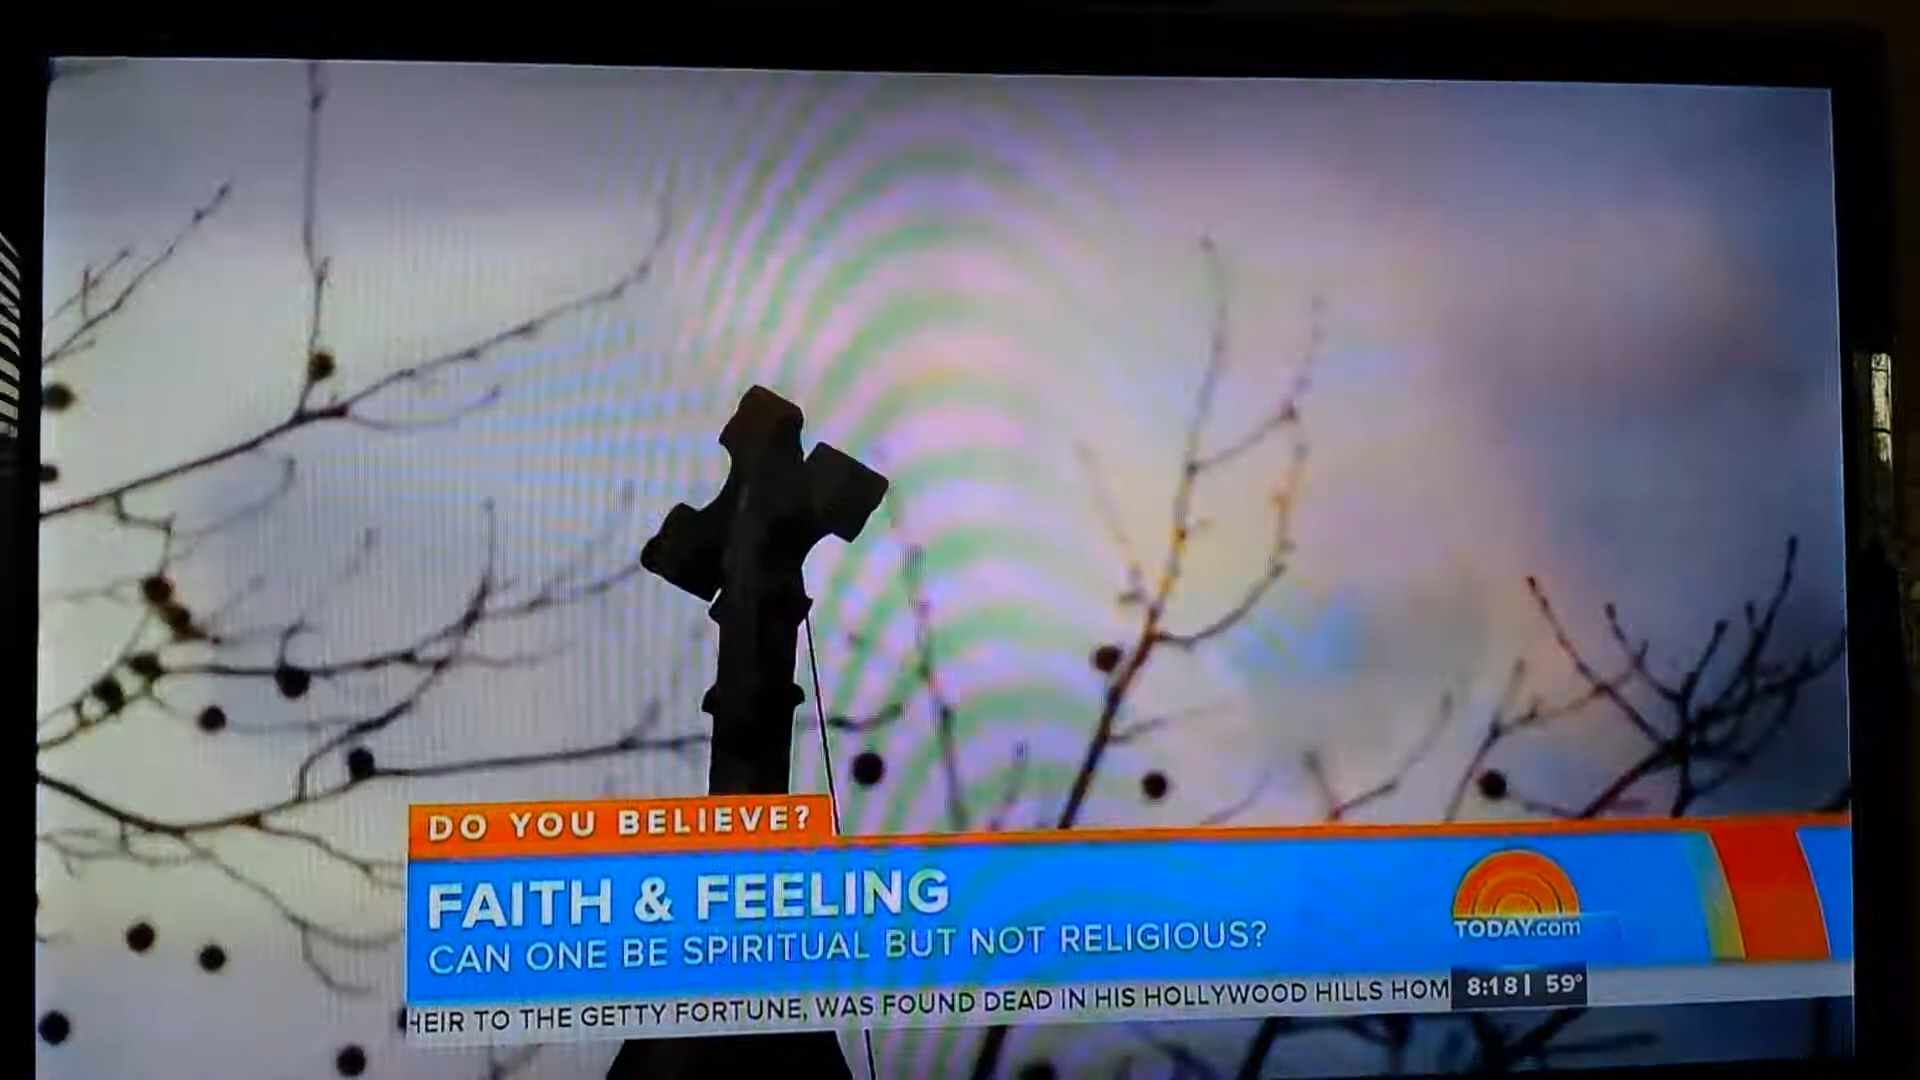 DO YOU BELIEVE?
FAITH & FEELING
CAN ONE BE SPIRITUAL BUT NOT RELIGIOUS?
TODAY.com
HEIR TO THE GETTY FORTUNE, WAS FOUND DEAD IN HIS HOLLYWOOD HILLS HOM
8:18 59°